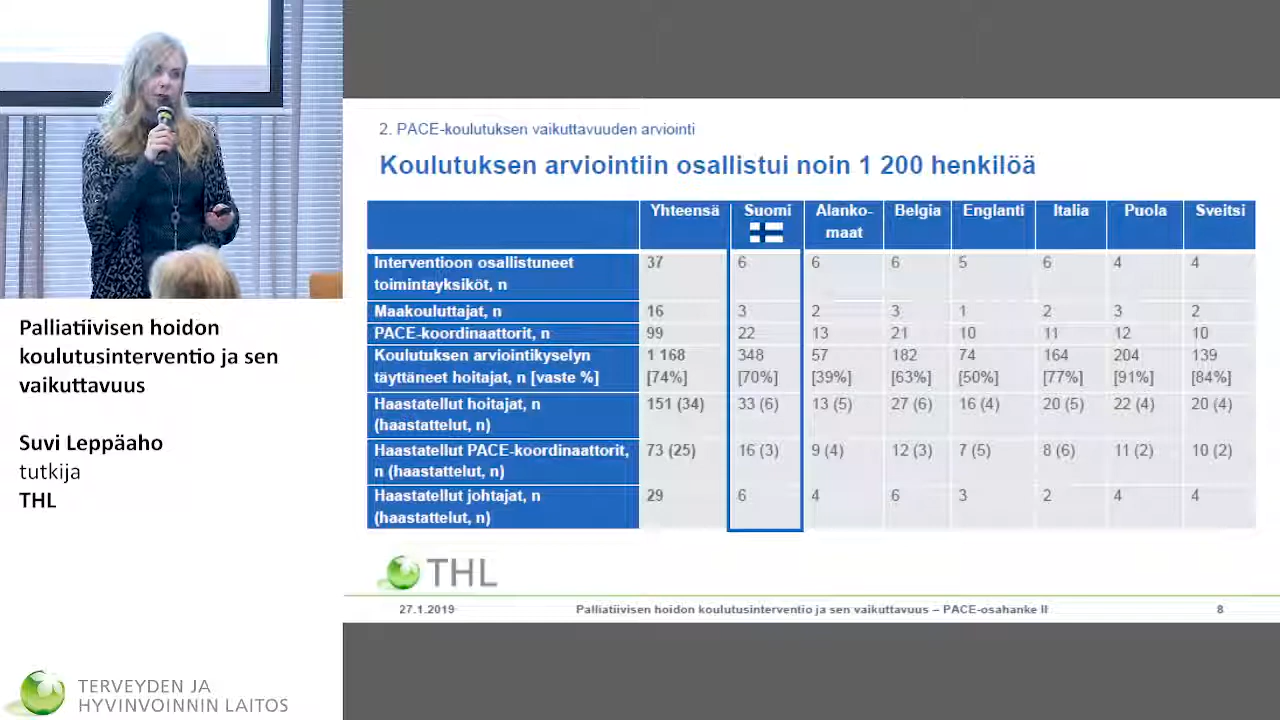 Palliatiivisen hoidon
koulutusinterventio ja sen
vaikuttavuus
Suvi Leppäaho
tutkija
THL
TERVEYDEN JA
HYVINVOINNIN LAITOS
2. PACE-koulutuksen vaikuttavuuden arviointi
Koulutuksen arviointiin osallistui noin 1 200 henkilöä
Yhteensä Suomi Alanko-maat Belgia Englanti Italia Puola Sveitsi
Interventioon osallistuneet
toimintayksiköt, n
37 6 6 6 5 6 4 4
Maakouluttajat, n 16 3 2 3 1 2 3 2
PACE-koordinaattorit, n 99 22 13 21 10 11 12 10
Koulutuksen arviointikyselyn
täyttäneet hoitajat, n [vaste %]
1 168 348 57 182 74 164 204 139
[74%] [70%] [39%] [63%] [50%] [77%] [91%] [84%]
Haastatellut hoitajat, n
(haastattelut, n)
151 (34) 33 (6) 13 (5) 27 (6) 16 (4) 20 (5) 22 (4) 20 (4)
Haastatellut PACE-koordinaattorit,
n (haastattelut, n)
73 (25) 16 (3) 9 (4) 12 (3) 7 (5) 8 (6) 11 (2) 10 (2)
Haastatellut johtajat, n
(haastattelut, n)
29 6 4 6 3 2 4 4
THL
27.1.2019 Palliatiivisen hoidon koulutusinterventio ja sen vaikuttavuus – PACE-osahanke II 8